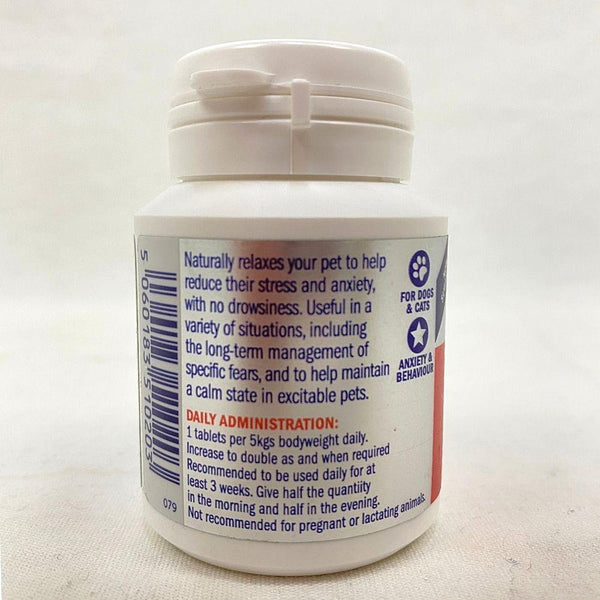 Naturally relaxes your pet to help
reduce their stress and anxiety,
with no drowsiness. Useful in a
variety of situations, including
the long-term management of
specific fears, and to help maintain
a calm state in excitable pets.
DAILY ADMINISTRATION:
1 tablets per 5kgs bodyweight daily.
Increase to double as and when required
Recommended to be used daily for at
least 3 weeks. Give half the quantiity
in the morning and half in the evening.
Not recommended for pregnant or lactating animals.
FOR DOGS
& CATS
ANXIETY &
BEHAVIOUR
5 060183 510203
079